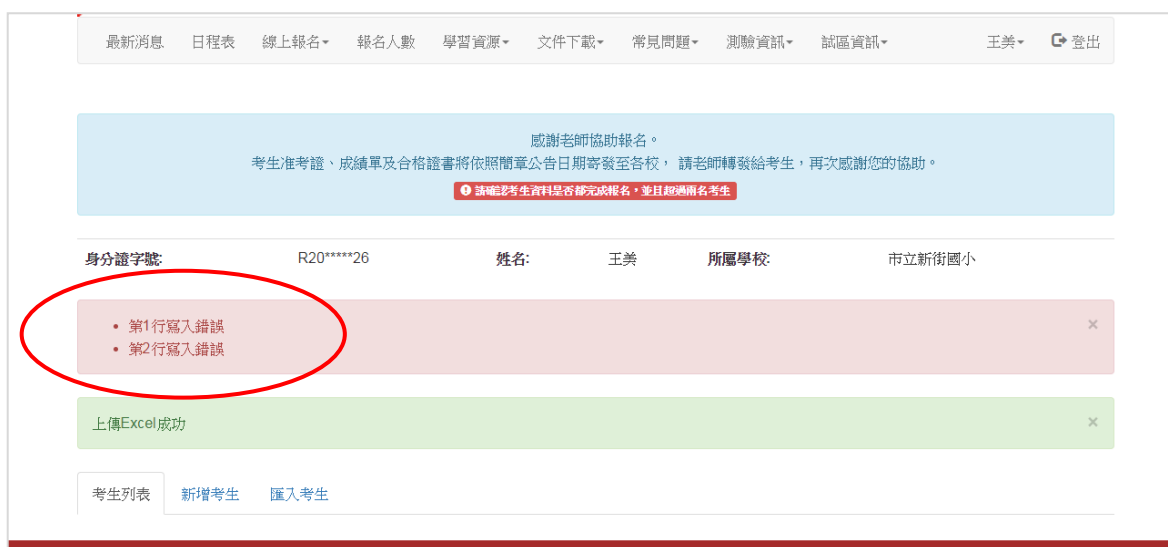 最新消息 日程表 線上報名 報名人數 學習資源 文件下載 常見問題 測驗資訊 試區資訊 王美 登出
感謝老師協助報名。
考生准考證、成績單及合格證書將依照簡章公告日期寄發至各校， 請老師轉發給考生，再次感謝您的協助。
請確認考生資料是否都完成報名，並且超過兩名考生
身分證字號: R20*****26 姓名: 王美 所屬學校: 市立新街國小
• 第1行寫入錯誤 ×
• 第2行寫入錯誤
上傳Excel成功 ×
考生列表 新增考生 匯入考生